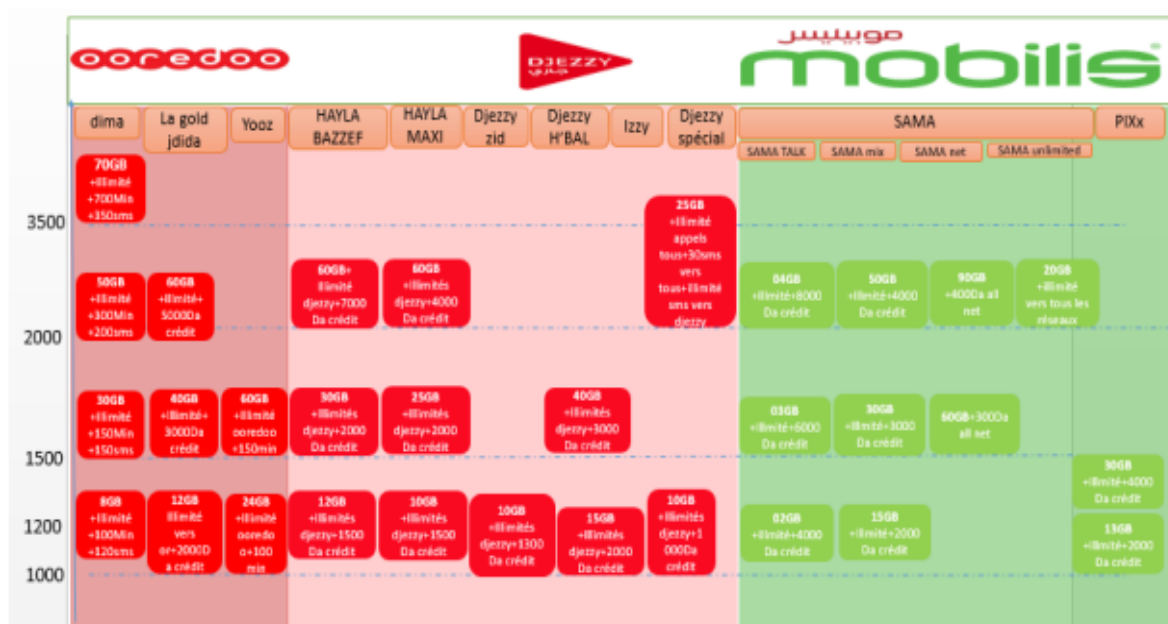 ooredoo
DJEZZY
جازي
موبيليس
mobilis
dima
La gold
jdida
Yooz
HAYLA
BAZZEF
HAYLA
MAXI
Djezzy
zid
Djezzy
H'BAL
Izzy
Djezzy
spécial
SAMA
PIXx
SAMA TALK
SAMA mix
SAMA net
SAMA unlimited
3500
70GB
+Illimité
+700Min
+350sms
25GB
+Illimité
appels
tous+30sms
vers
tous+illimité
sms vers
djezzy
2000
50GB
+Illimité
+300Min
+200sms
60GB
+Illimité+
5000Da
crédit
60GB+
Illimités
djezzy+7000
Da crédit
60GB
+Illimités
djezzy+4000
Da crédit
04GB
+Illimité+8000
Da crédit
50GB
+Illimité+4000
Da crédit
90GB
+400Da all
net
20GB
+illimité
vers tous les
réseaux
1500
30GB
+Illimité
+150Min
+150sms
40GB
+Illimité+
3000Da
crédit
60GB
+Illimité
ooredoo
+150min
30GB
+Illimités
djezzy+2000
Da crédit
25GB
+Illimités
djezzy+2000
Da crédit
40GB
+Illimités
djezzy+3000
Da crédit
03GB
+Illimité+6000
Da crédit
30GB
+Illimité+3000
Da crédit
60GB+300Da
all net
30GB
+Illimité+4000
Da crédit
1200
1000
8GB
+Illimité
+100Min
+120sms
12GB
Illimité
vers
or+2000D
a crédit
24GB
+Illimité
ooredo
o+100
min
12GB
+Illimités
djezzy+1500
Da crédit
10GB
+Illimités
djezzy+1500
Da crédit
10GB
+Illimités
djezzy+1300
Da crédit
15GB
+Illimités
djezzy+2000
Da crédit
10GB
+Illimités
djezzy+1
000Da
crédit
02GB
+Illimité+4000
Da crédit
15GB
+Illimité+2000
Da crédit
13GB
+Illimité+2000
Da crédit